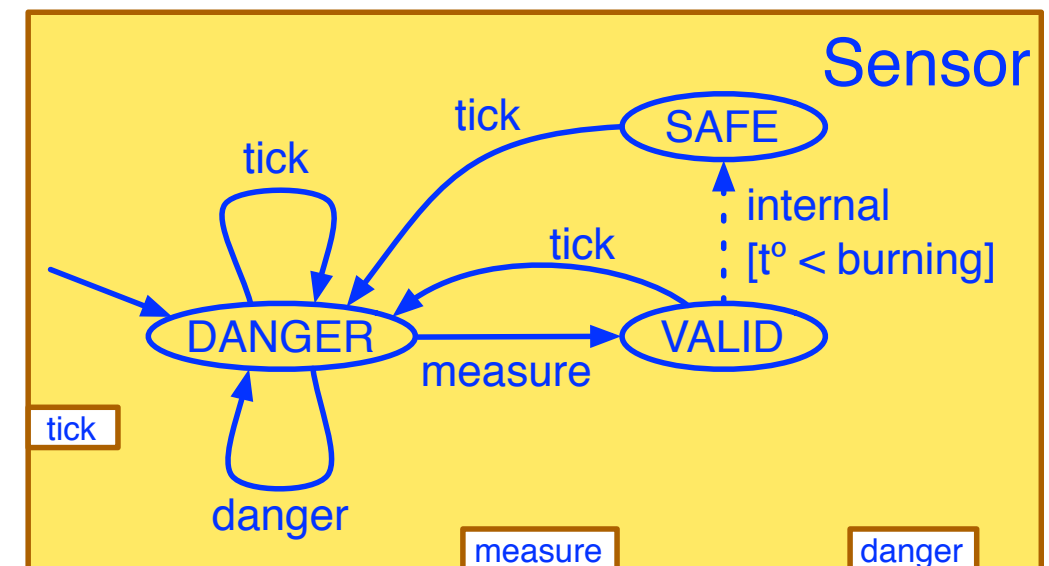 Sensor
tick
SAFE
tick
internal
[tº < burning]
tick
DANGER
VALID
measure
tick
danger
measure
danger